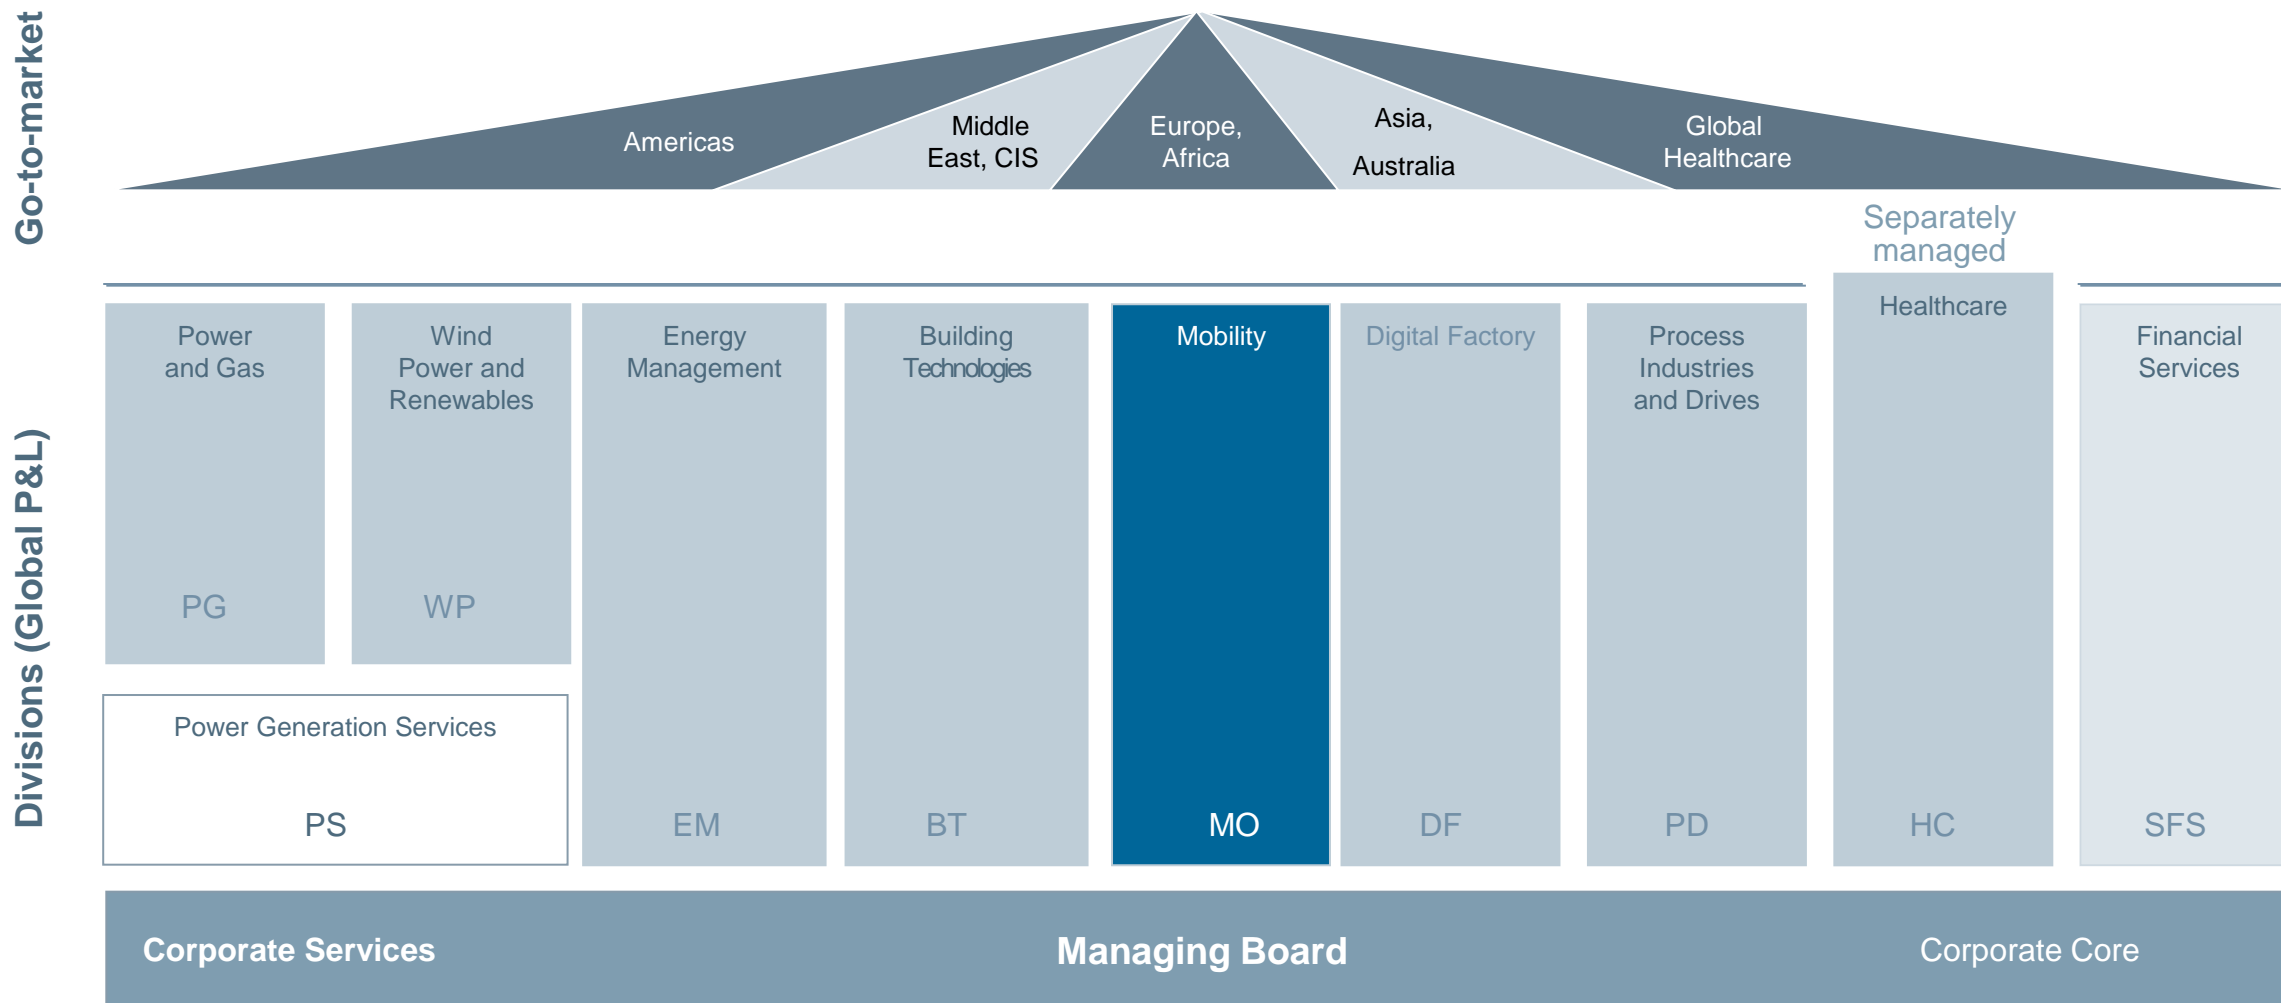 Go-to-market
Americas
Middle
East, CIS
Europe,
Africa
Asia,
Australia
Global
Healthcare
Separately
managed
Divisions (Global P&L)
Power
and Gas
PG
Wind
Power and
Renewables
WP
Power Generation Services
PS
Energy
Management
EM
Building
Technologies
BT
Mobility
MO
Digital Factory
DF
Process
Industries
and Drives
PD
Healthcare
HC
Financial
Services
SFS
Corporate Services
Managing Board
Corporate Core